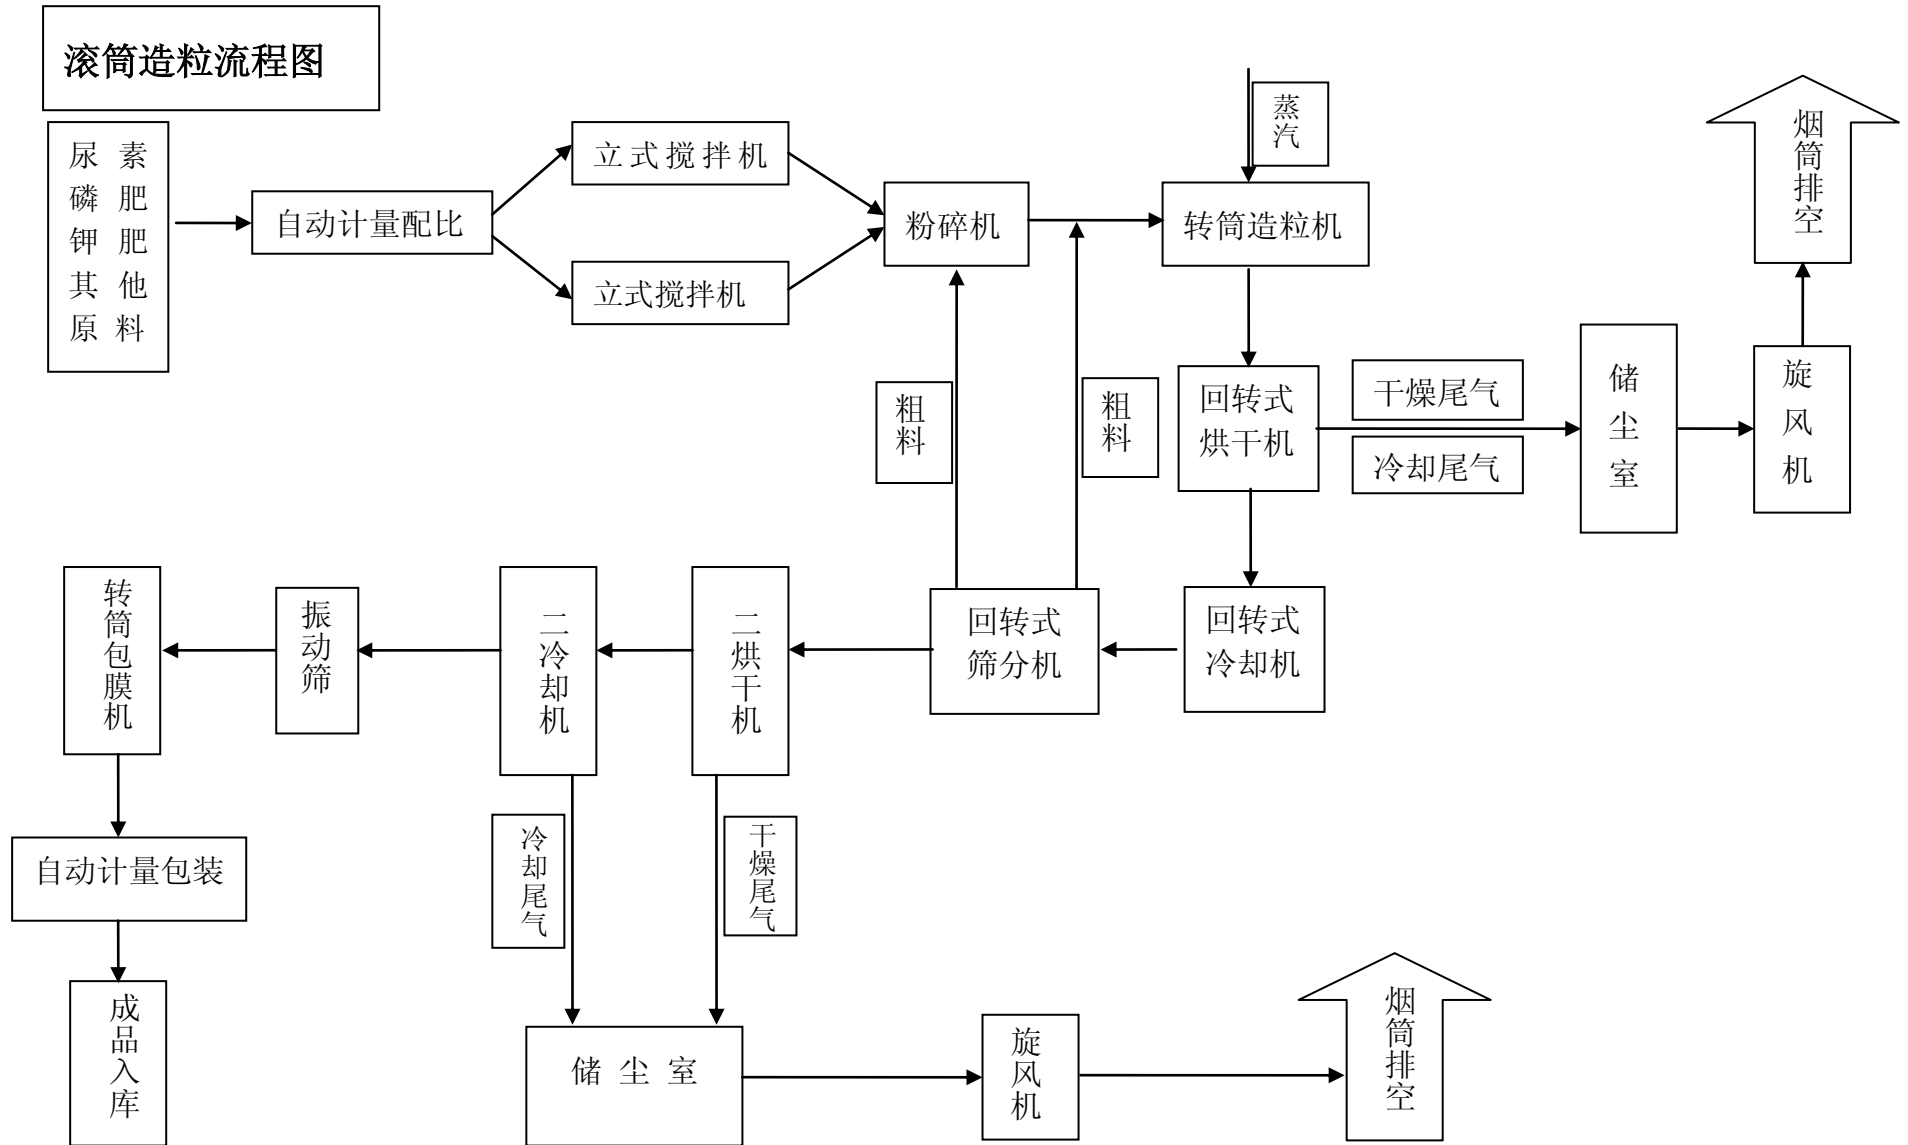 滚筒造粒流程图
尿 素
磷 肥
钾 肥
其 他
原 料
自动计量配比
立式搅拌机
立式搅拌机
粉碎机
蒸汽
转筒造粒机
烟筒排空
粗料
粗料
回转式
烘干机
干燥尾气
冷却尾气
储尘室
旋风机
转筒包膜机
振动筛
二冷却机
二烘干机
回转式
筛分机
回转式
冷却机
自动计量包装
冷却尾气
干燥尾气
成品入库
储 尘 室
旋风机
烟筒排空